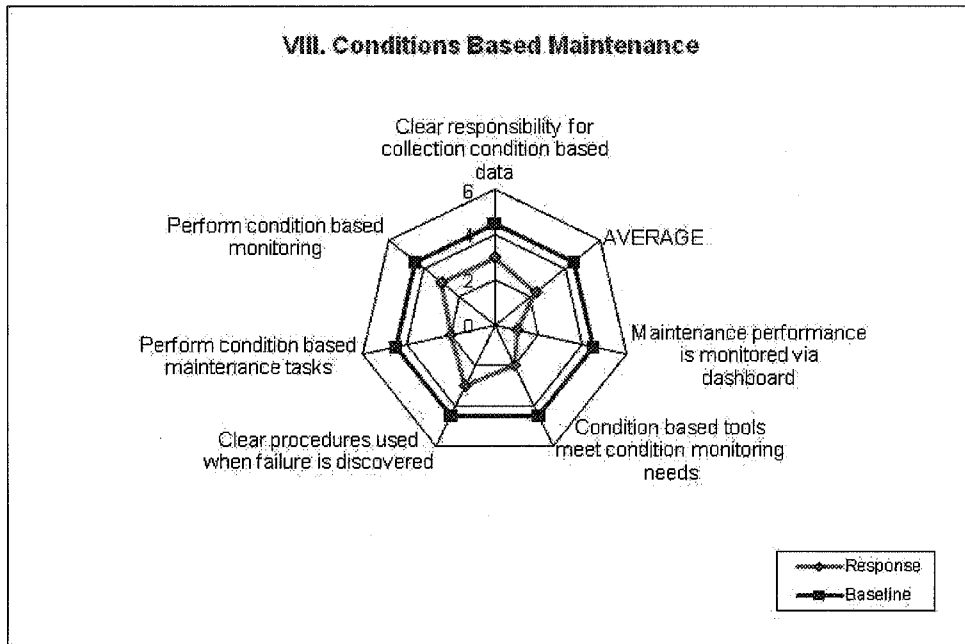 VIII. Conditions Based Maintenance
Clear responsibility for
collection condition based
data
6
4
2
0
AVERAGE
Maintenance performance
is monitored via
dashboard
Condition based tools
meet condition monitoring
needs
Clear procedures used
when failure is discovered
Perform condition based
maintenance tasks
Perform condition based
monitoring
Response
Baseline